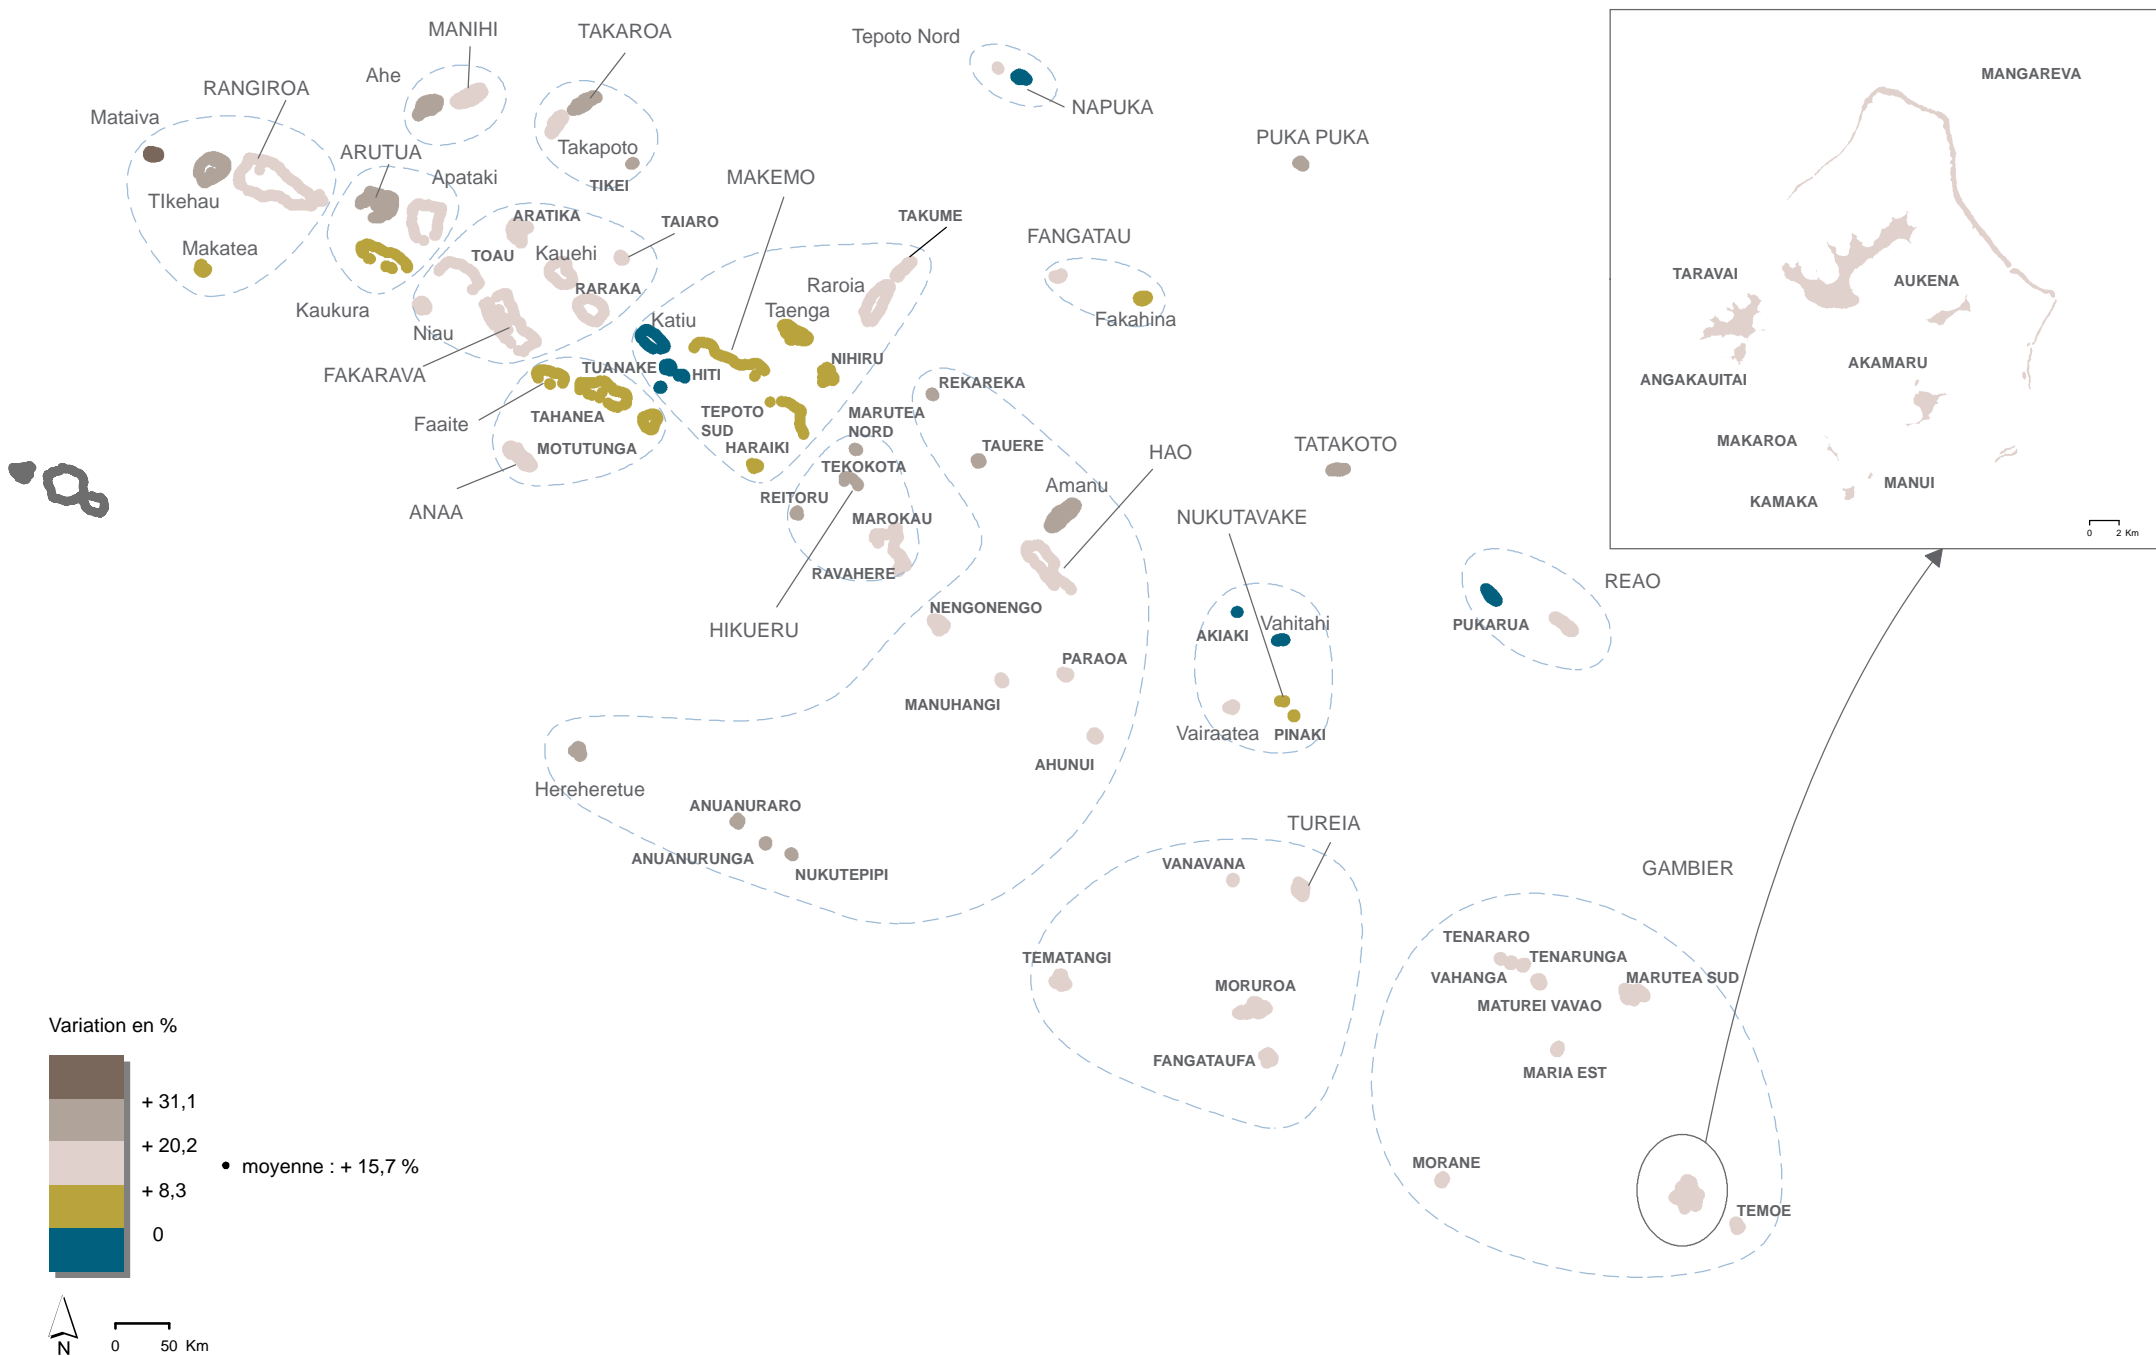 MANIHI
TAKAROA
Tepoto Nord
Ahe
RANGIROA
NAPUKA
MANGAREVA
Mataiva
ARUTUA
Takapoto
PUKA PUKA
Apataki
MAKEMO
TIKEI
TIkehau
ARATIKA
TAIARO
TAKUME
FANGATAU
Makatea
TOAU
Kauehi
Raroia
TARAVAI
AUKENA
RARAKA
Kaukura
Taenga
Fakahina
Niau
Katiu
NIHIRU
AKAMARU
FAKARAVA
TUANAKE
HITI
REKAREKA
ANGAKAUITAI
Faaite
TAHANEA
TEPOTO
SUD
MARUTEA
NORD
MOTUTUNGA
HARAIKI
TAUERE
HAO
TATAKOTO
MAKAROA
TEKOKOTA
Amanu
MANUI
KAMAKA
REITORU
ANAA
MAROKAU
NUKUTAVAKE
0 2 Km
RAVAHERE
REAO
NENGONENGO
HIKUERU
AKIAKI
Vahitahi
PUKARUA
PARAOA
MANUHANGI
Vairaatea
PINAKI
AHUNUI
Hereheretue
ANUANURARO
TUREIA
ANUANURUNGA
NUKUTEPIPI
VANAVANA
GAMBIER
TENARARO
TENARUNGA
TEMATANGI
VAHANGA
MARUTEA SUD
MORUROA
MATUREI VAVAO
FANGATAUFA
MARIA EST
MORANE
TEMOE
Variation en %
+ 31,1
+ 20,2
moyenne : + 15,7 %
+ 8,3
0
N
0 50 Km